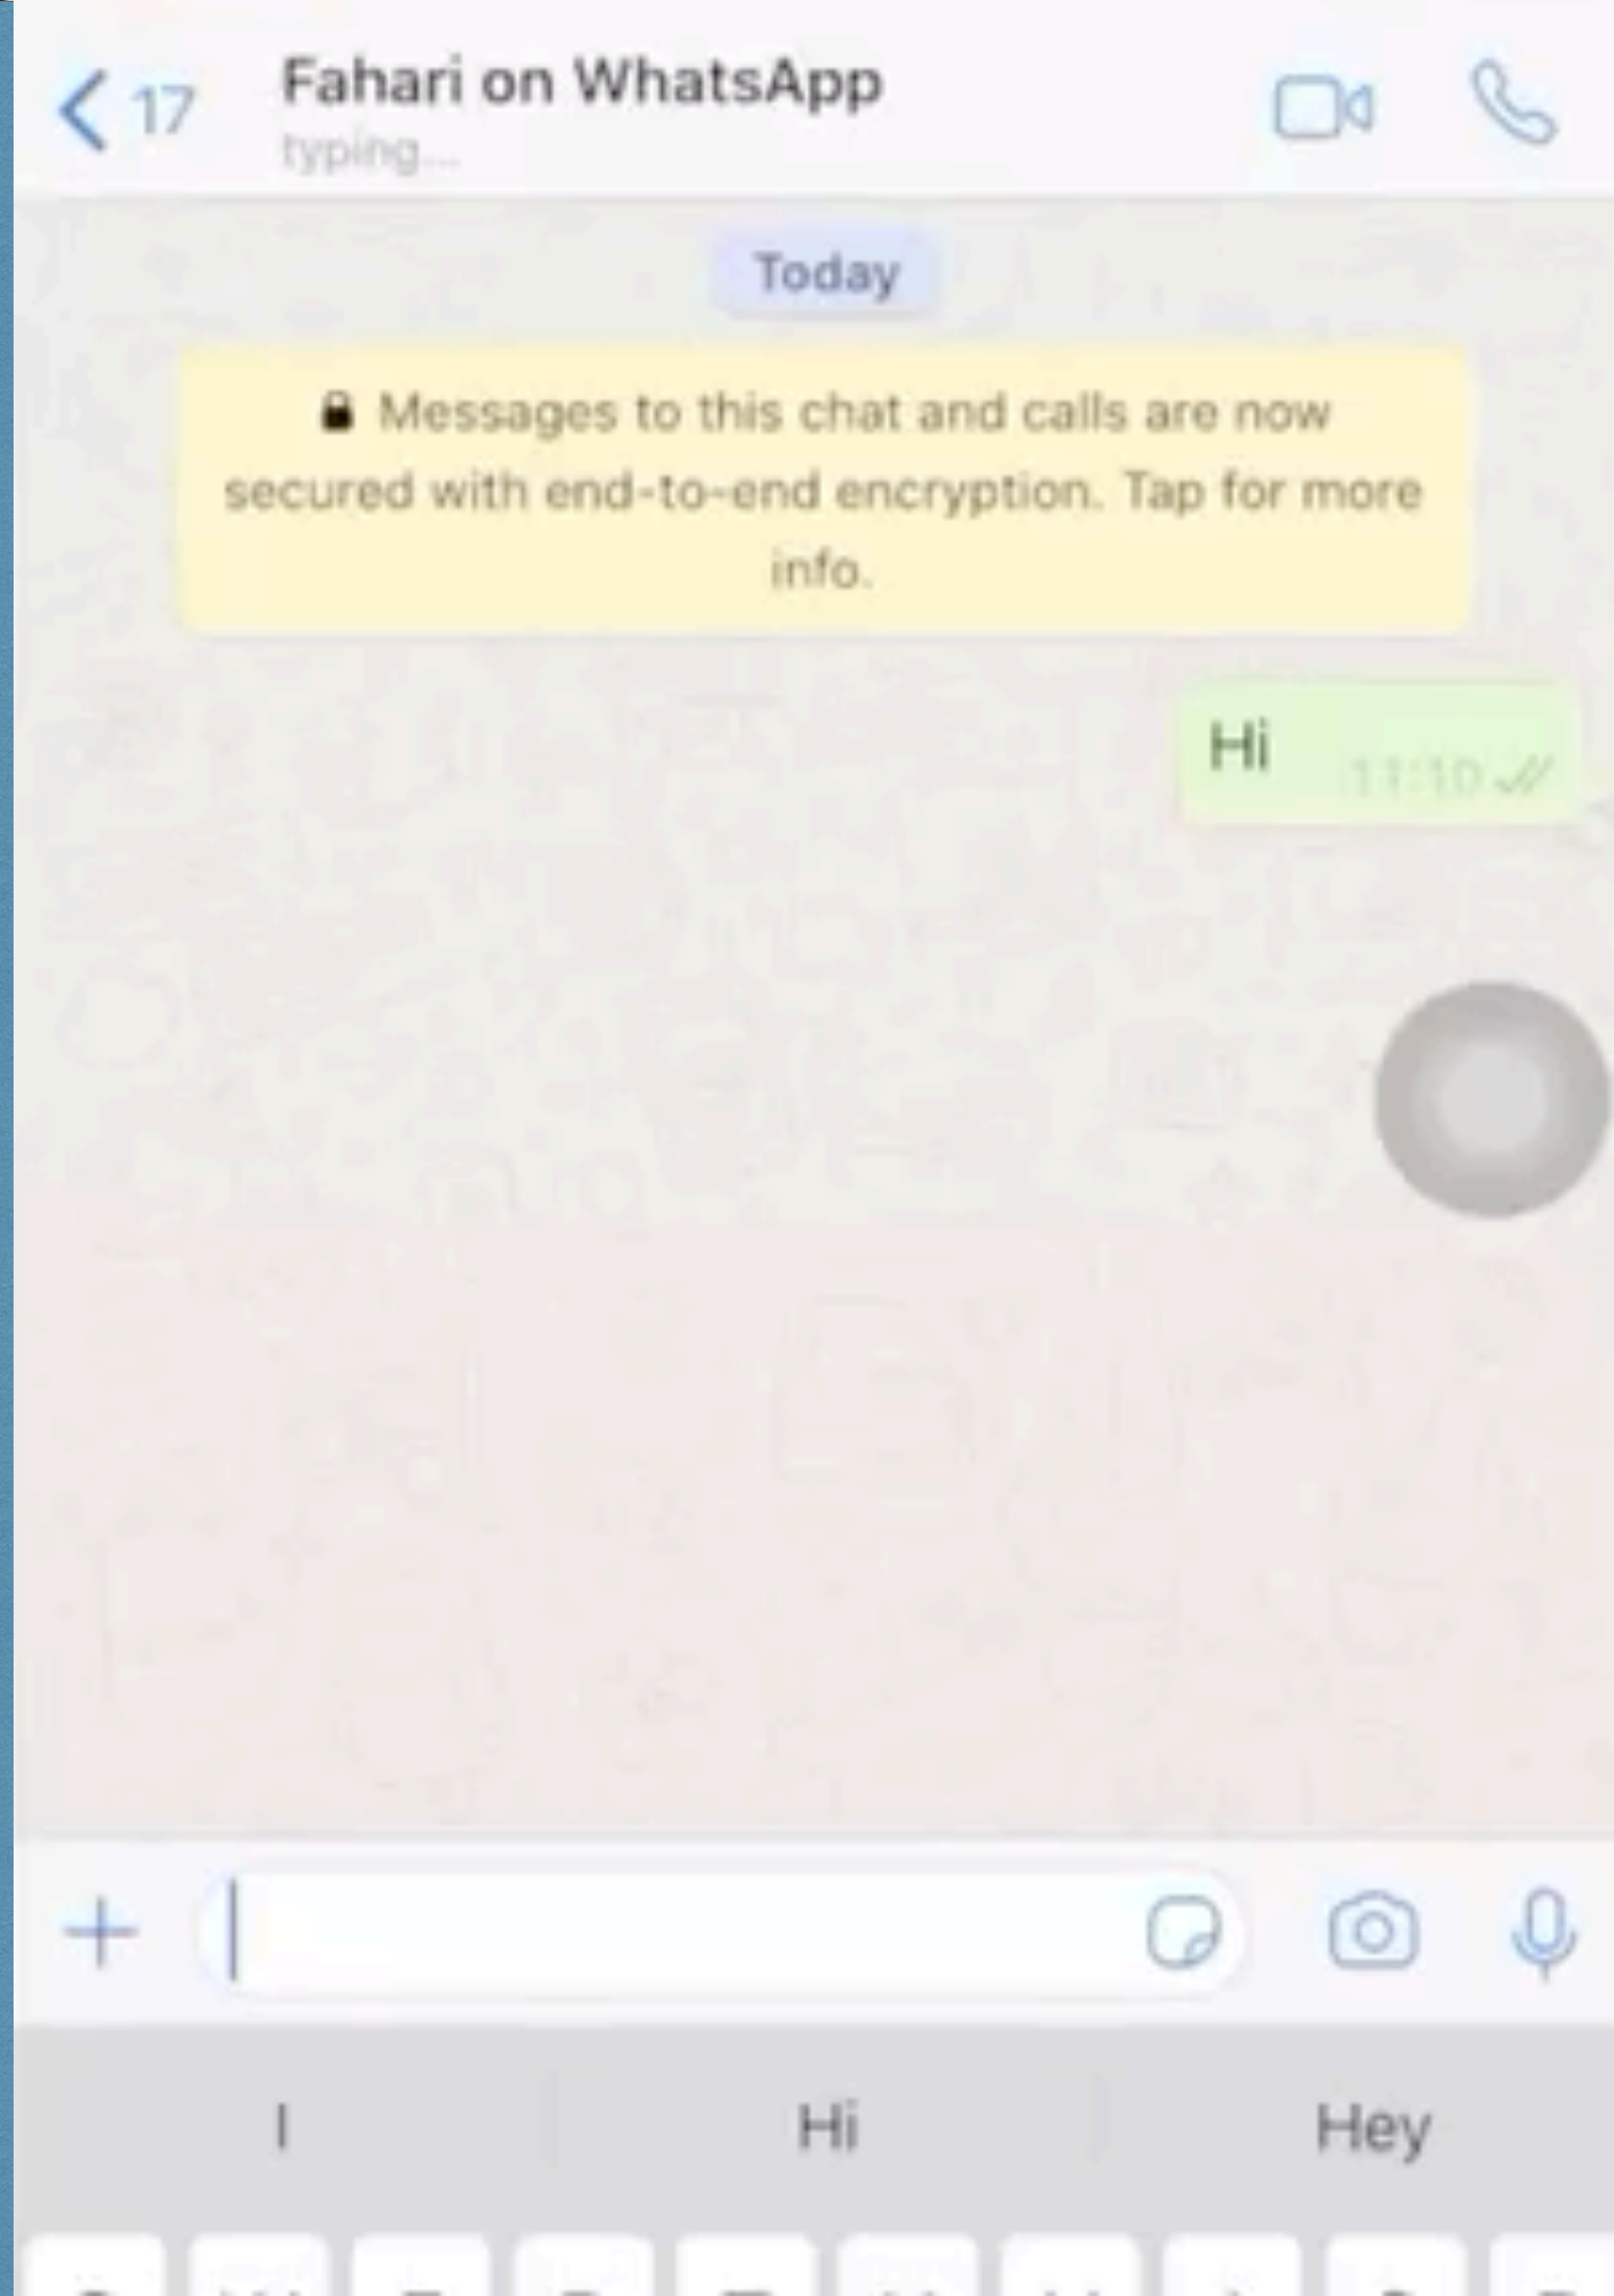 17
Fahari on WhatsApp
typing...
Today
Messages to this chat and calls are now
secured with end-to-end encryption. Tap for more
info.
Hi
11:10
I
Hi
Hey